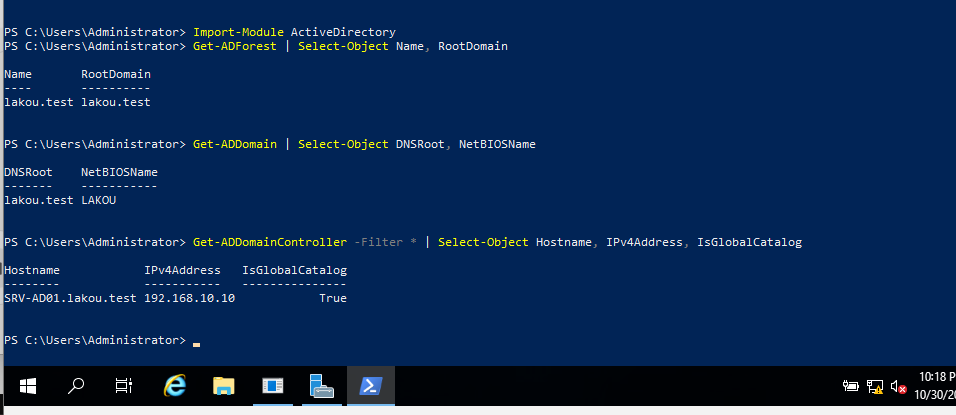 PS C:\Users\Administrator> Import-Module ActiveDirectory
PS C:\Users\Administrator> Get-ADForest | Select-Object Name, RootDomain
Name       RootDomain
----       ----------
lakou.test lakou.test
PS C:\Users\Administrator> Get-ADDomain | Select-Object DNSRoot, NetBIOSName
DNSRoot    NetBIOSName
-------    -----------
lakou.test LAKOU
PS C:\Users\Administrator> Get-ADDomainController -Filter * | Select-Object Hostname, IPv4Address, IsGlobalCatalog
Hostname            IPv4Address   IsGlobalCatalog
--------            -----------   ---------------
SRV-AD01.lakou.test 192.168.10.10            True
PS C:\Users\Administrator>
10:18 P
10/30/20